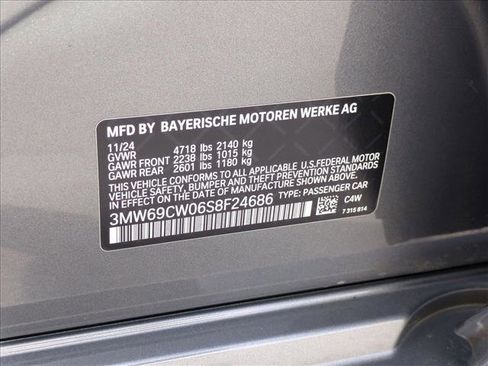 MFD BY BAYERISCHE MOTOREN WERKE AG
11/24
GVWR 4718 lbs 2140 kg
GAWR FRONT 2238 lbs 1015 kg
GAWR REAR 2601 lbs 1180 kg
THIS VEHICLE CONFORMS TO ALL APPLICABLE U.S.FEDERAL MOTOR
VEHICLE SAFETY, BUMPER, AND THEFT PREVENTION STANDARDS
IN EFFECT ON THE DATE OF MANUFACTURE SHOWN ABOVE.
3MW69CW06S8F24686 TYPE: PASSENGER CAR
C4W
7 315 814